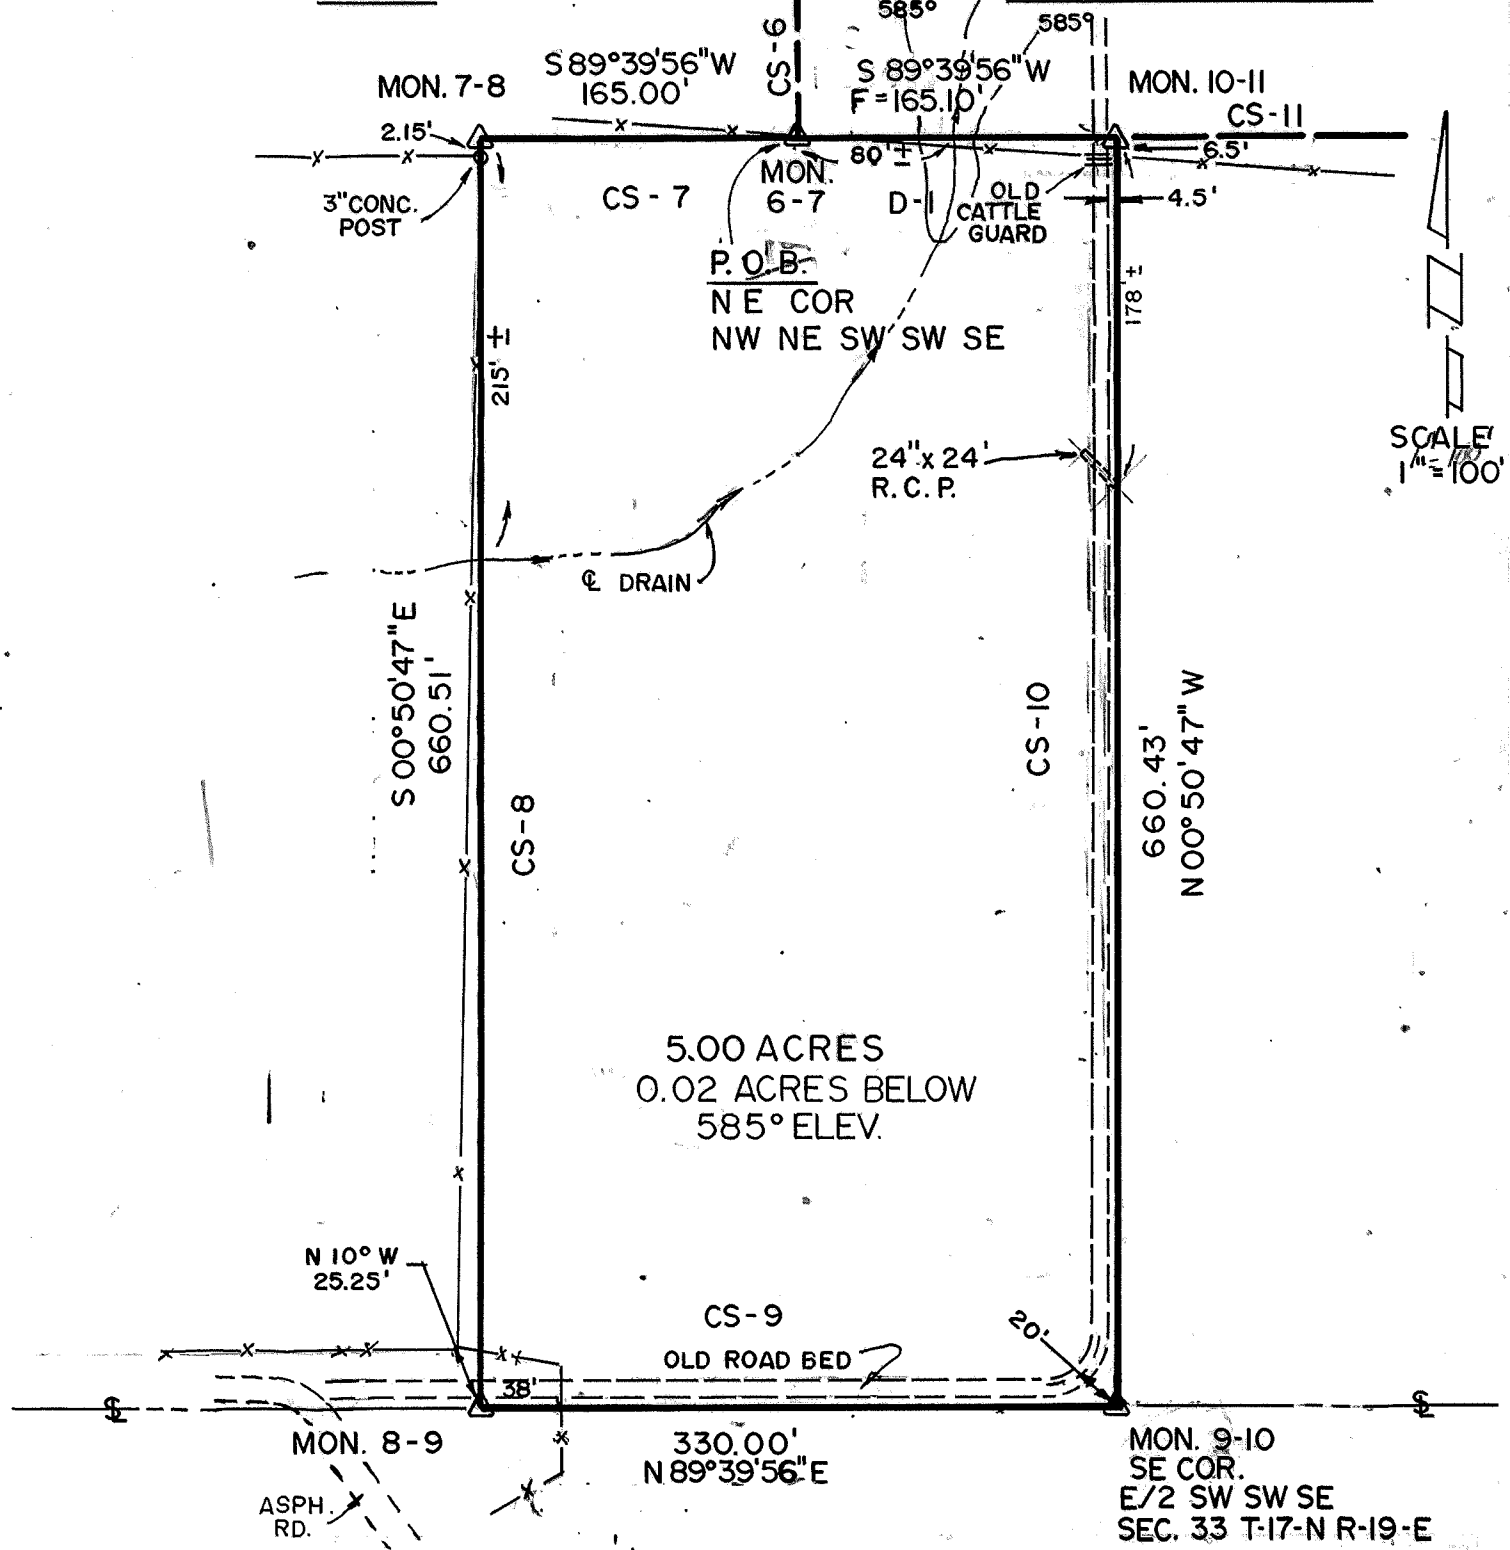 585°
585°
CS-6
S 89°39'56"W
165.00'
S 89°39'56"W
F = 165.10'
MON. 7-8
MON. 10-11
CS-11
2.15'
80' ±
6.5'
MON.
6-7
CS-7
D-1
3"CONC.
POST
OLD
CATTLE
GUARD
4.5'
P.O.B.
NE COR
NW NE SW SW SE
178' ±
215' ±
SCALE
1"=100'
24"x 24'
R.C.P.
℄ DRAIN
S 00°50'47"E
660.51'
CS-8
CS-10
660.43'
N 00°50'47"W
5.00 ACRES
0.02 ACRES BELOW
585° ELEV.
N 10° W
25.25'
CS-9
20'
OLD ROAD BED
38'
MON. 8-9
330.00'
N 89°39'56"E
MON. 9-10
SE COR.
E/2 SW SW SE
SEC. 33 T-17-N R-19-E
ASPH.
RD.